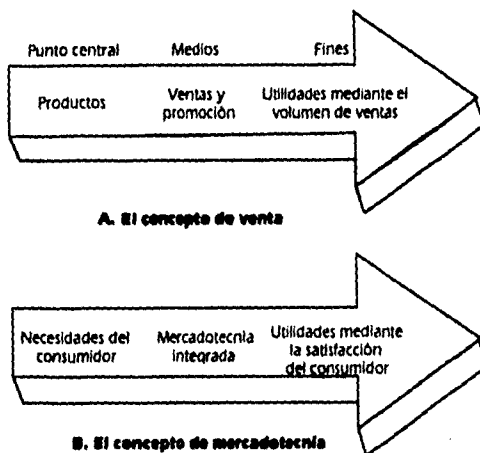 Punto central Medios Fines
Productos Ventas y promoción Utilidades mediante el volumen de ventas
A. El concepto de venta
Necesidades del consumidor Mercadotecnia integrada Utilidades mediante la satisfacción del consumidor
B. El concepto de mercadotecnía